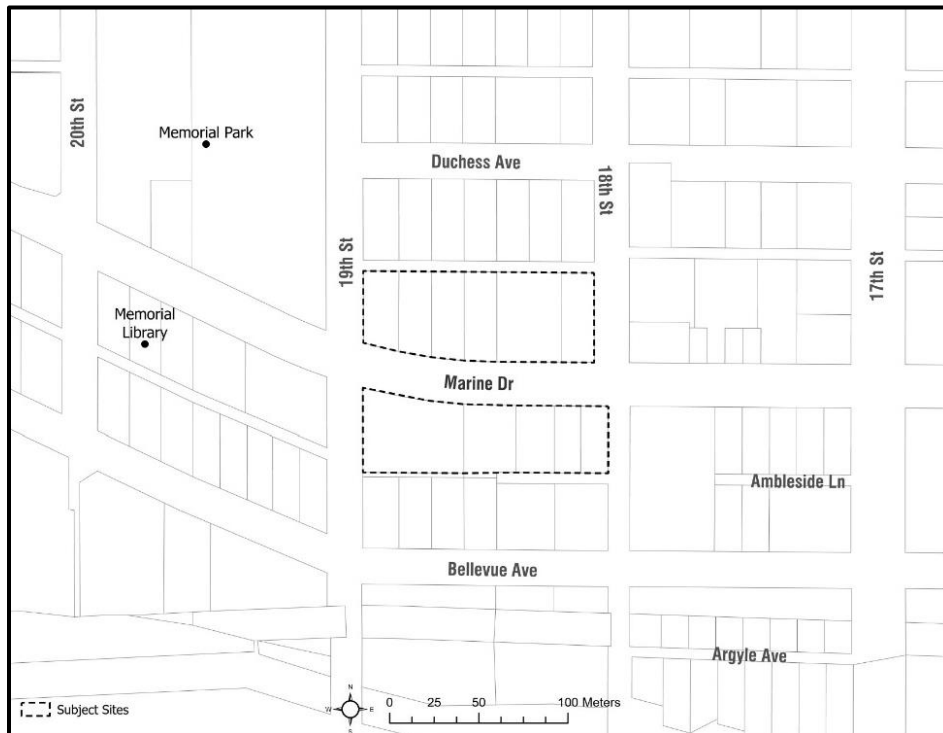 20th St
Memorial Park
Duchess Ave
18th St
19th St
17th St
Memorial
Library
Marine Dr
Ambleside Ln
Bellevue Ave
Argyle Ave
Subject Sites
N
W
E
S
0 25 50 100 Meters